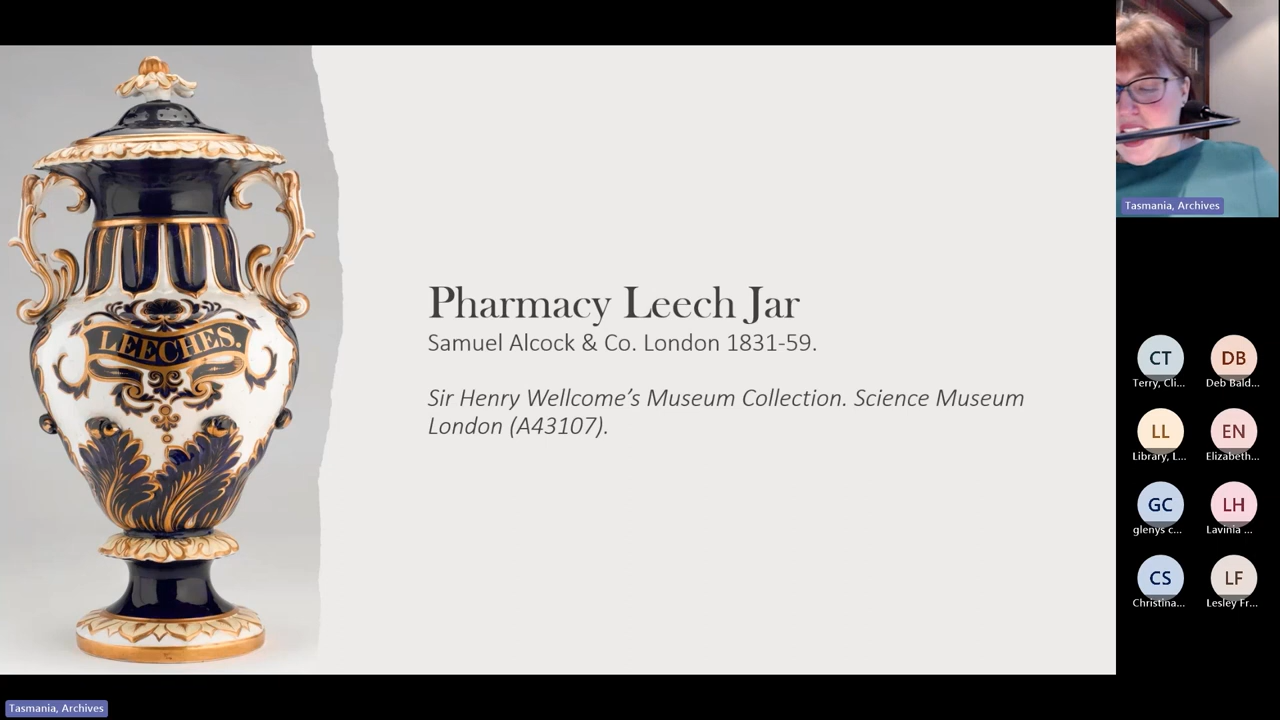 LEECHES.
Pharmacy Leech Jar
Samuel Alcock & Co. London 1831-59.
Sir Henry Wellcome’s Museum Collection. Science Museum
London (A43107).
Tasmania, Archives
CT
Terry, Cli...
DB
Deb Bald...
LL
Library, L...
EN
Elizabeth...
GC
glenys c...
LH
Lavinia ...
CS
Christina...
LF
Lesley Fr...
Tasmania, Archives